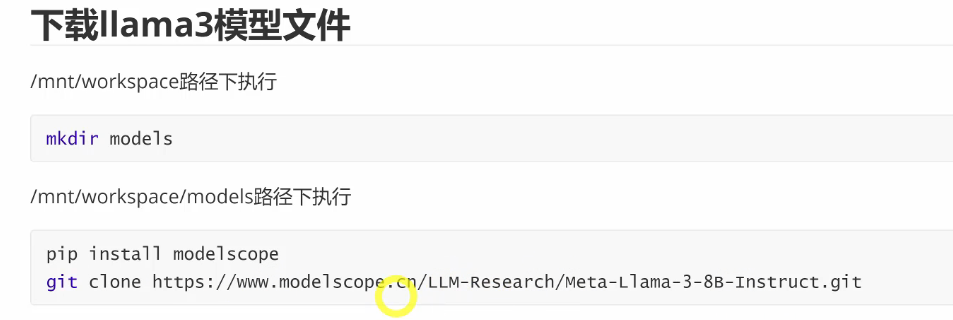 下载llama3模型文件
/mnt/workspace路径下执行
mkdir models
/mnt/workspace/models路径下执行
pip install modelscope
git clone https://www.modelscope.cn/LLM-Research/Meta-Llama-3-8B-Instruct.git